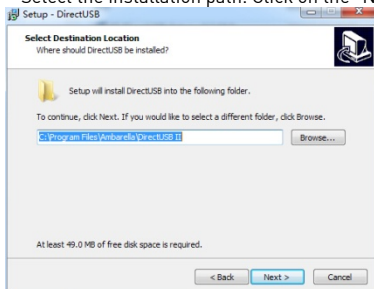 Select the installation path. Click on the "N
Setup - DirectUSB
Select Destination Location
Where should DirectUSB be installed?
Setup will install DirectUSB into the following folder.
To continue, click Next. If you would like to select a different folder, click Browse.
C:\Program Files\Ambarella\DirectUSB II
Browse...
At least 49.0 MB of free disk space is required.
< Back
Next >
Cancel